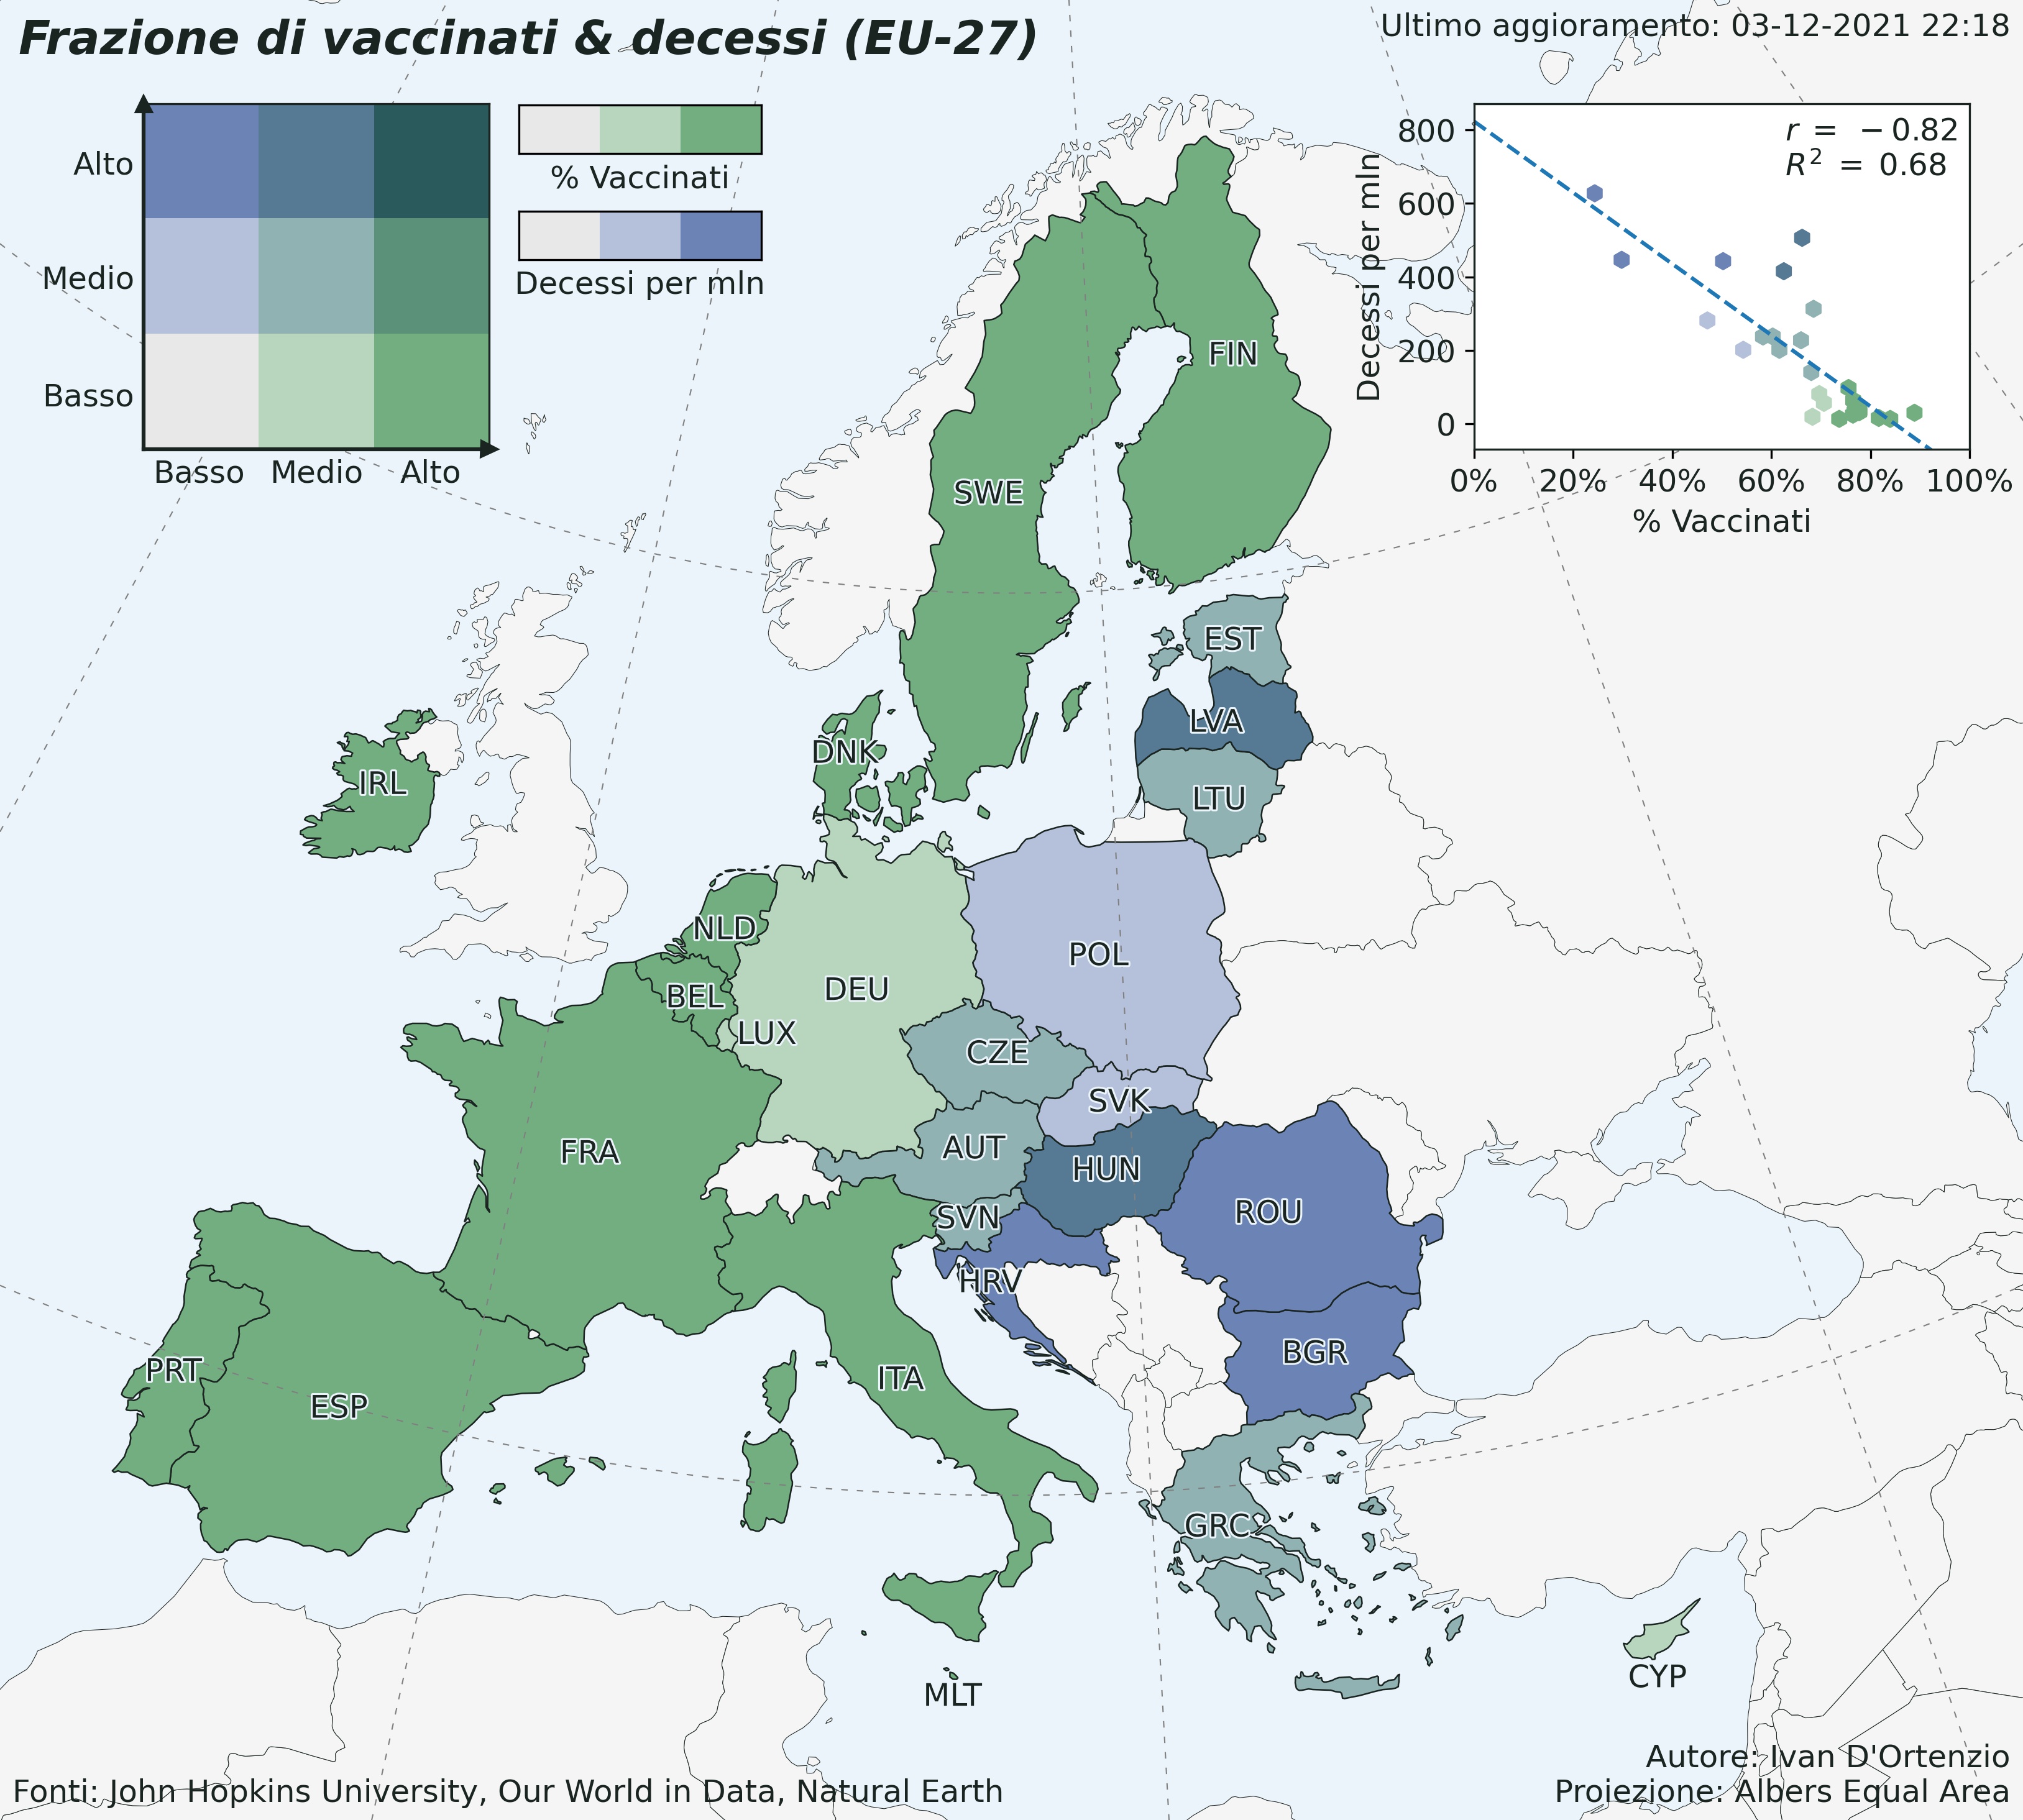 Frazione di vaccinati & decessi (EU-27)
Ultimo aggioramento: 03-12-2021 22:18
Alto
Medio
Basso
Basso Medio Alto
% Vaccinati
Decessi per mln
r = −0.82
R² = 0.68
Decessi per mln
800
600
400
200
0
0% 20% 40% 60% 80% 100%
% Vaccinati
FIN
SWE
EST
LVA
DNK
IRL
LTU
NLD
POL
DEU
BEL
LUX
CZE
SVK
AUT
FRA
HUN
ROU
SVN
HRV
BGR
PRT
ITA
ESP
GRC
CYP
MLT
Autore: Ivan D'Ortenzio
Fonti: John Hopkins University, Our World in Data, Natural Earth
Proiezione: Albers Equal Area